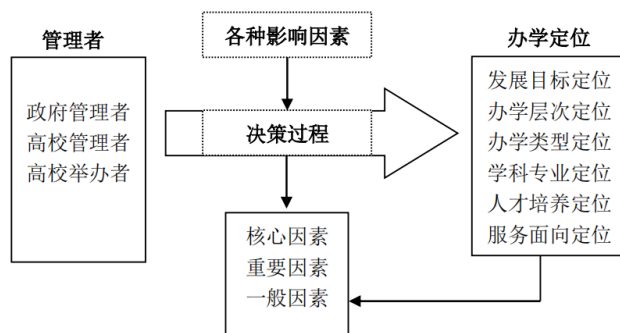 管理者
政府管理者
高校管理者
高校举办者
各种影响因素
决策过程
核心因素
重要因素
一般因素
办学定位
发展目标定位
办学层次定位
办学类型定位
学科专业定位
人才培养定位
服务面向定位